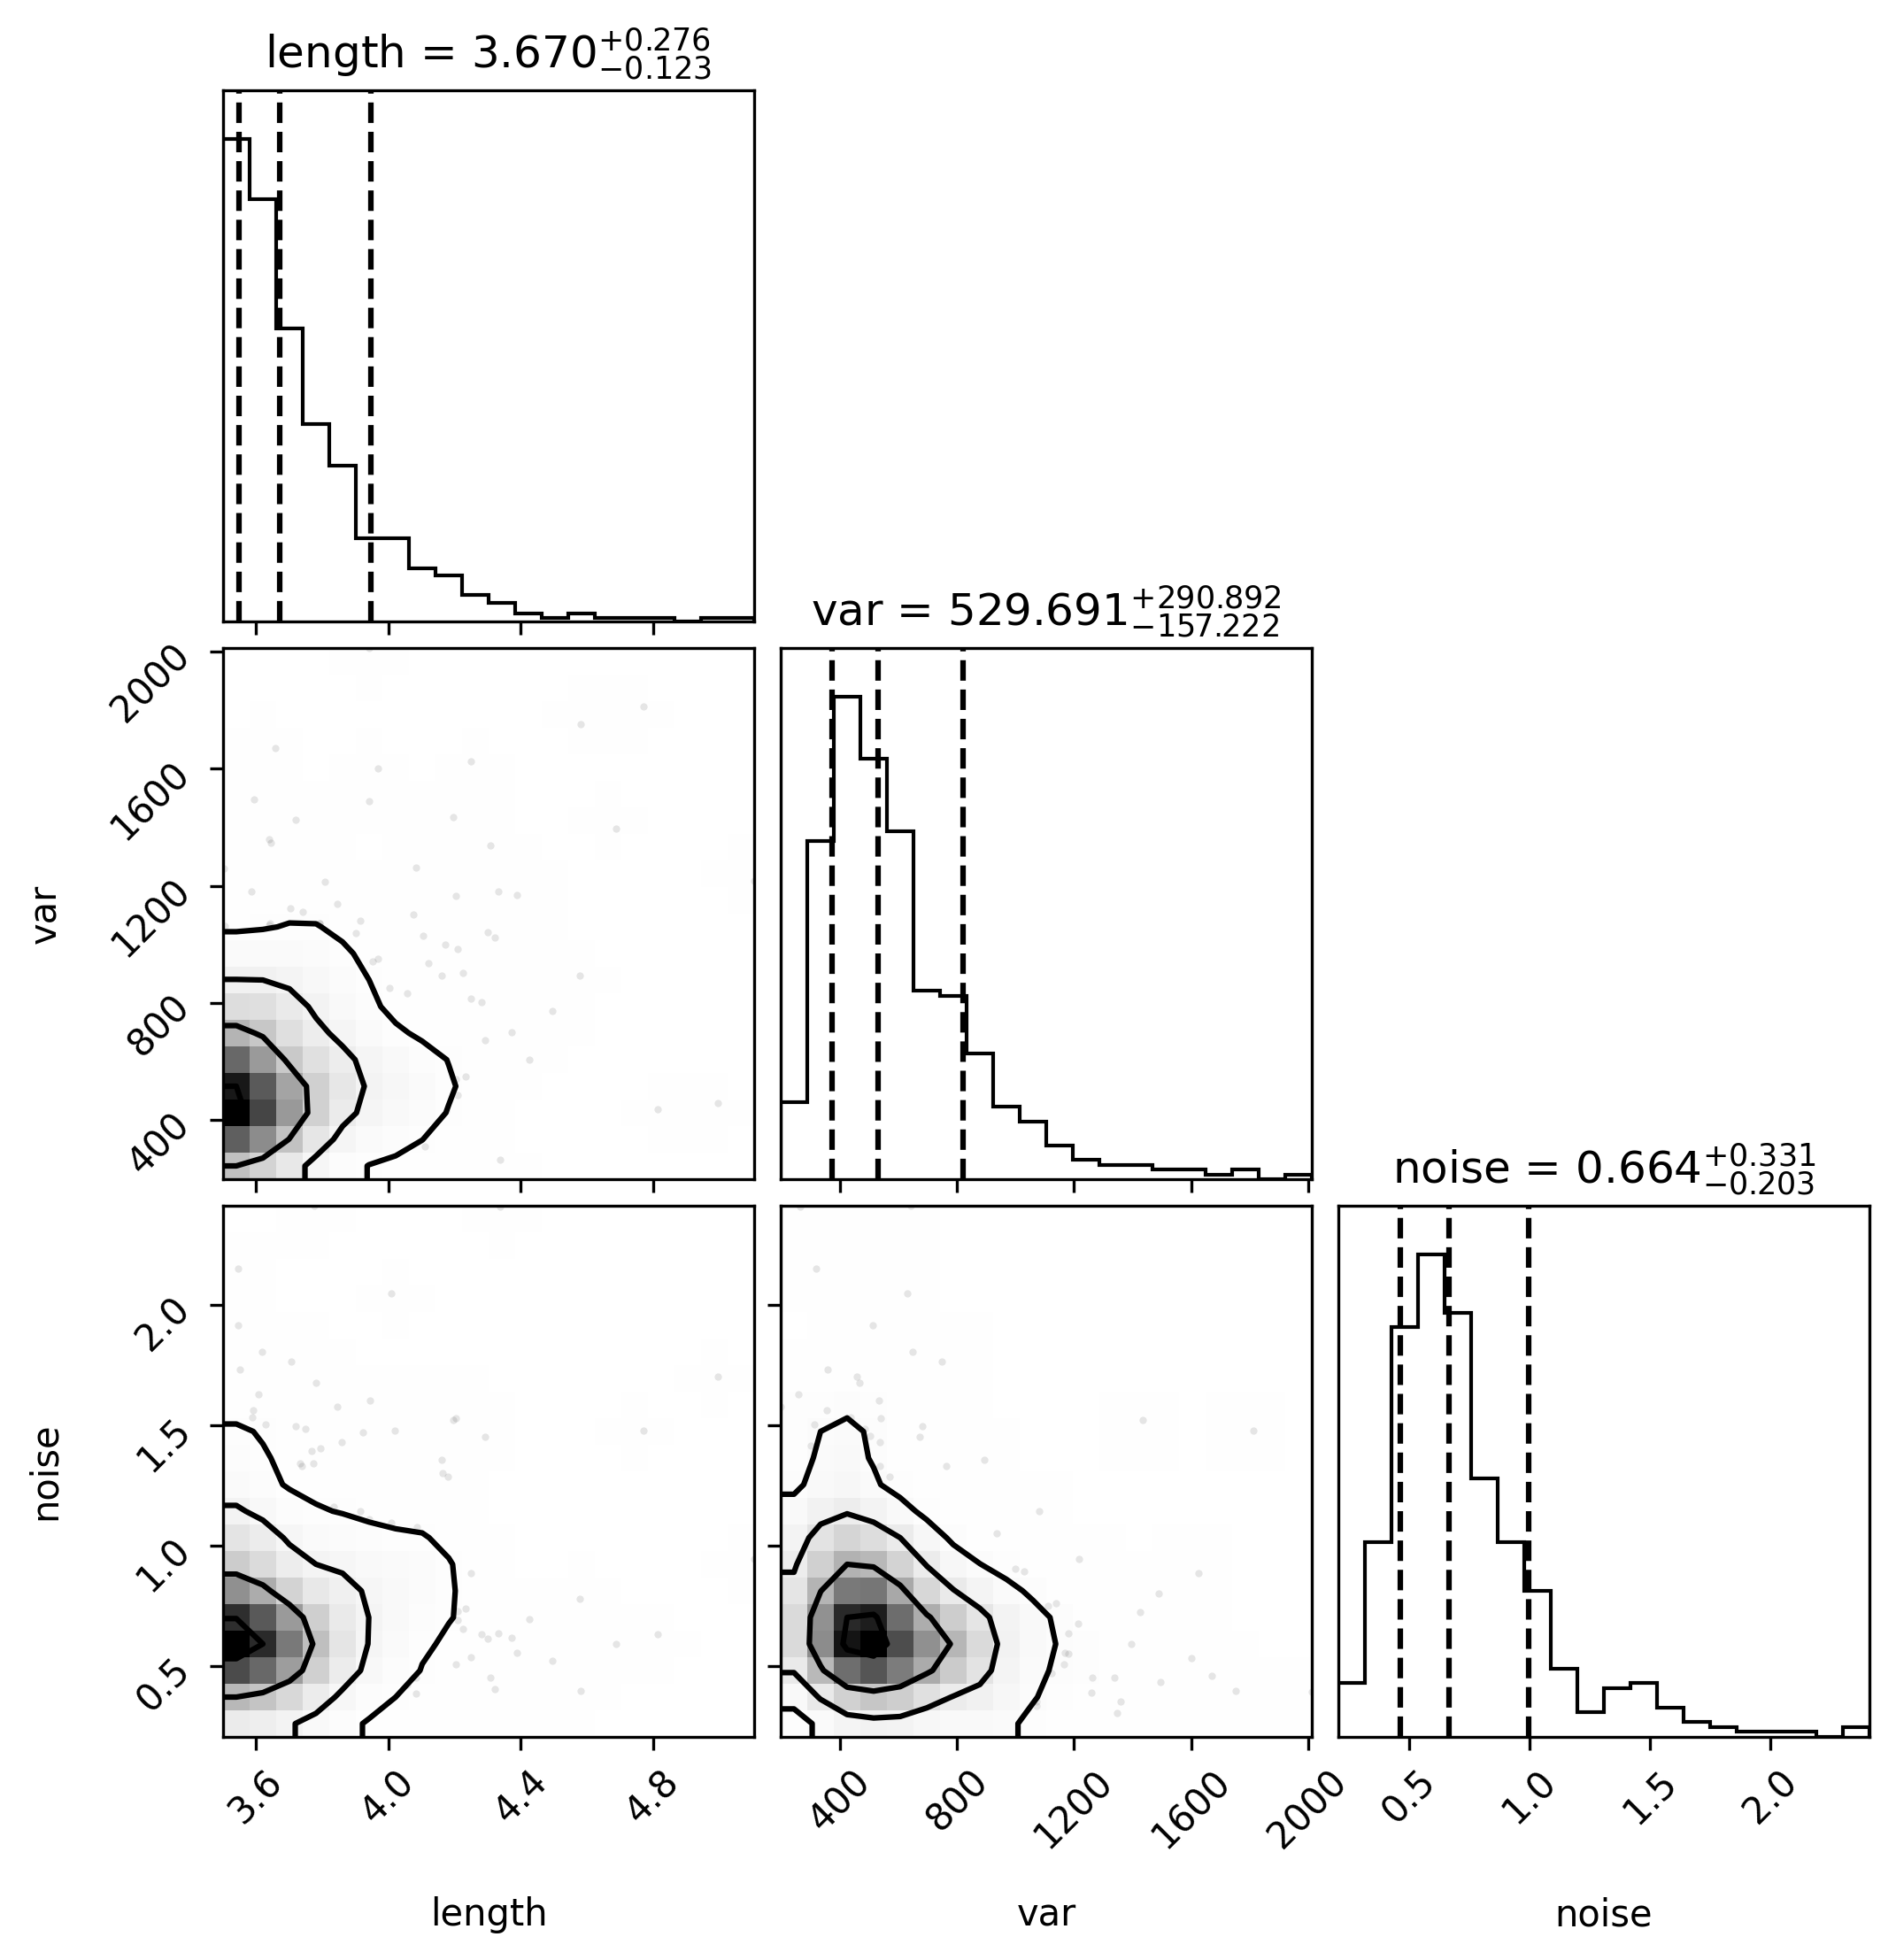 length = 3.670+0.276−0.123
var = 529.691+290.892−157.222
2000
1600
1200
800
400
var
noise = 0.664+0.331−0.203
2.0
1.5
1.0
0.5
noise
3.6 4.0 4.4 4.8 400 800 1200 1600 2000 0.5 1.0 1.5 2.0
length var noise